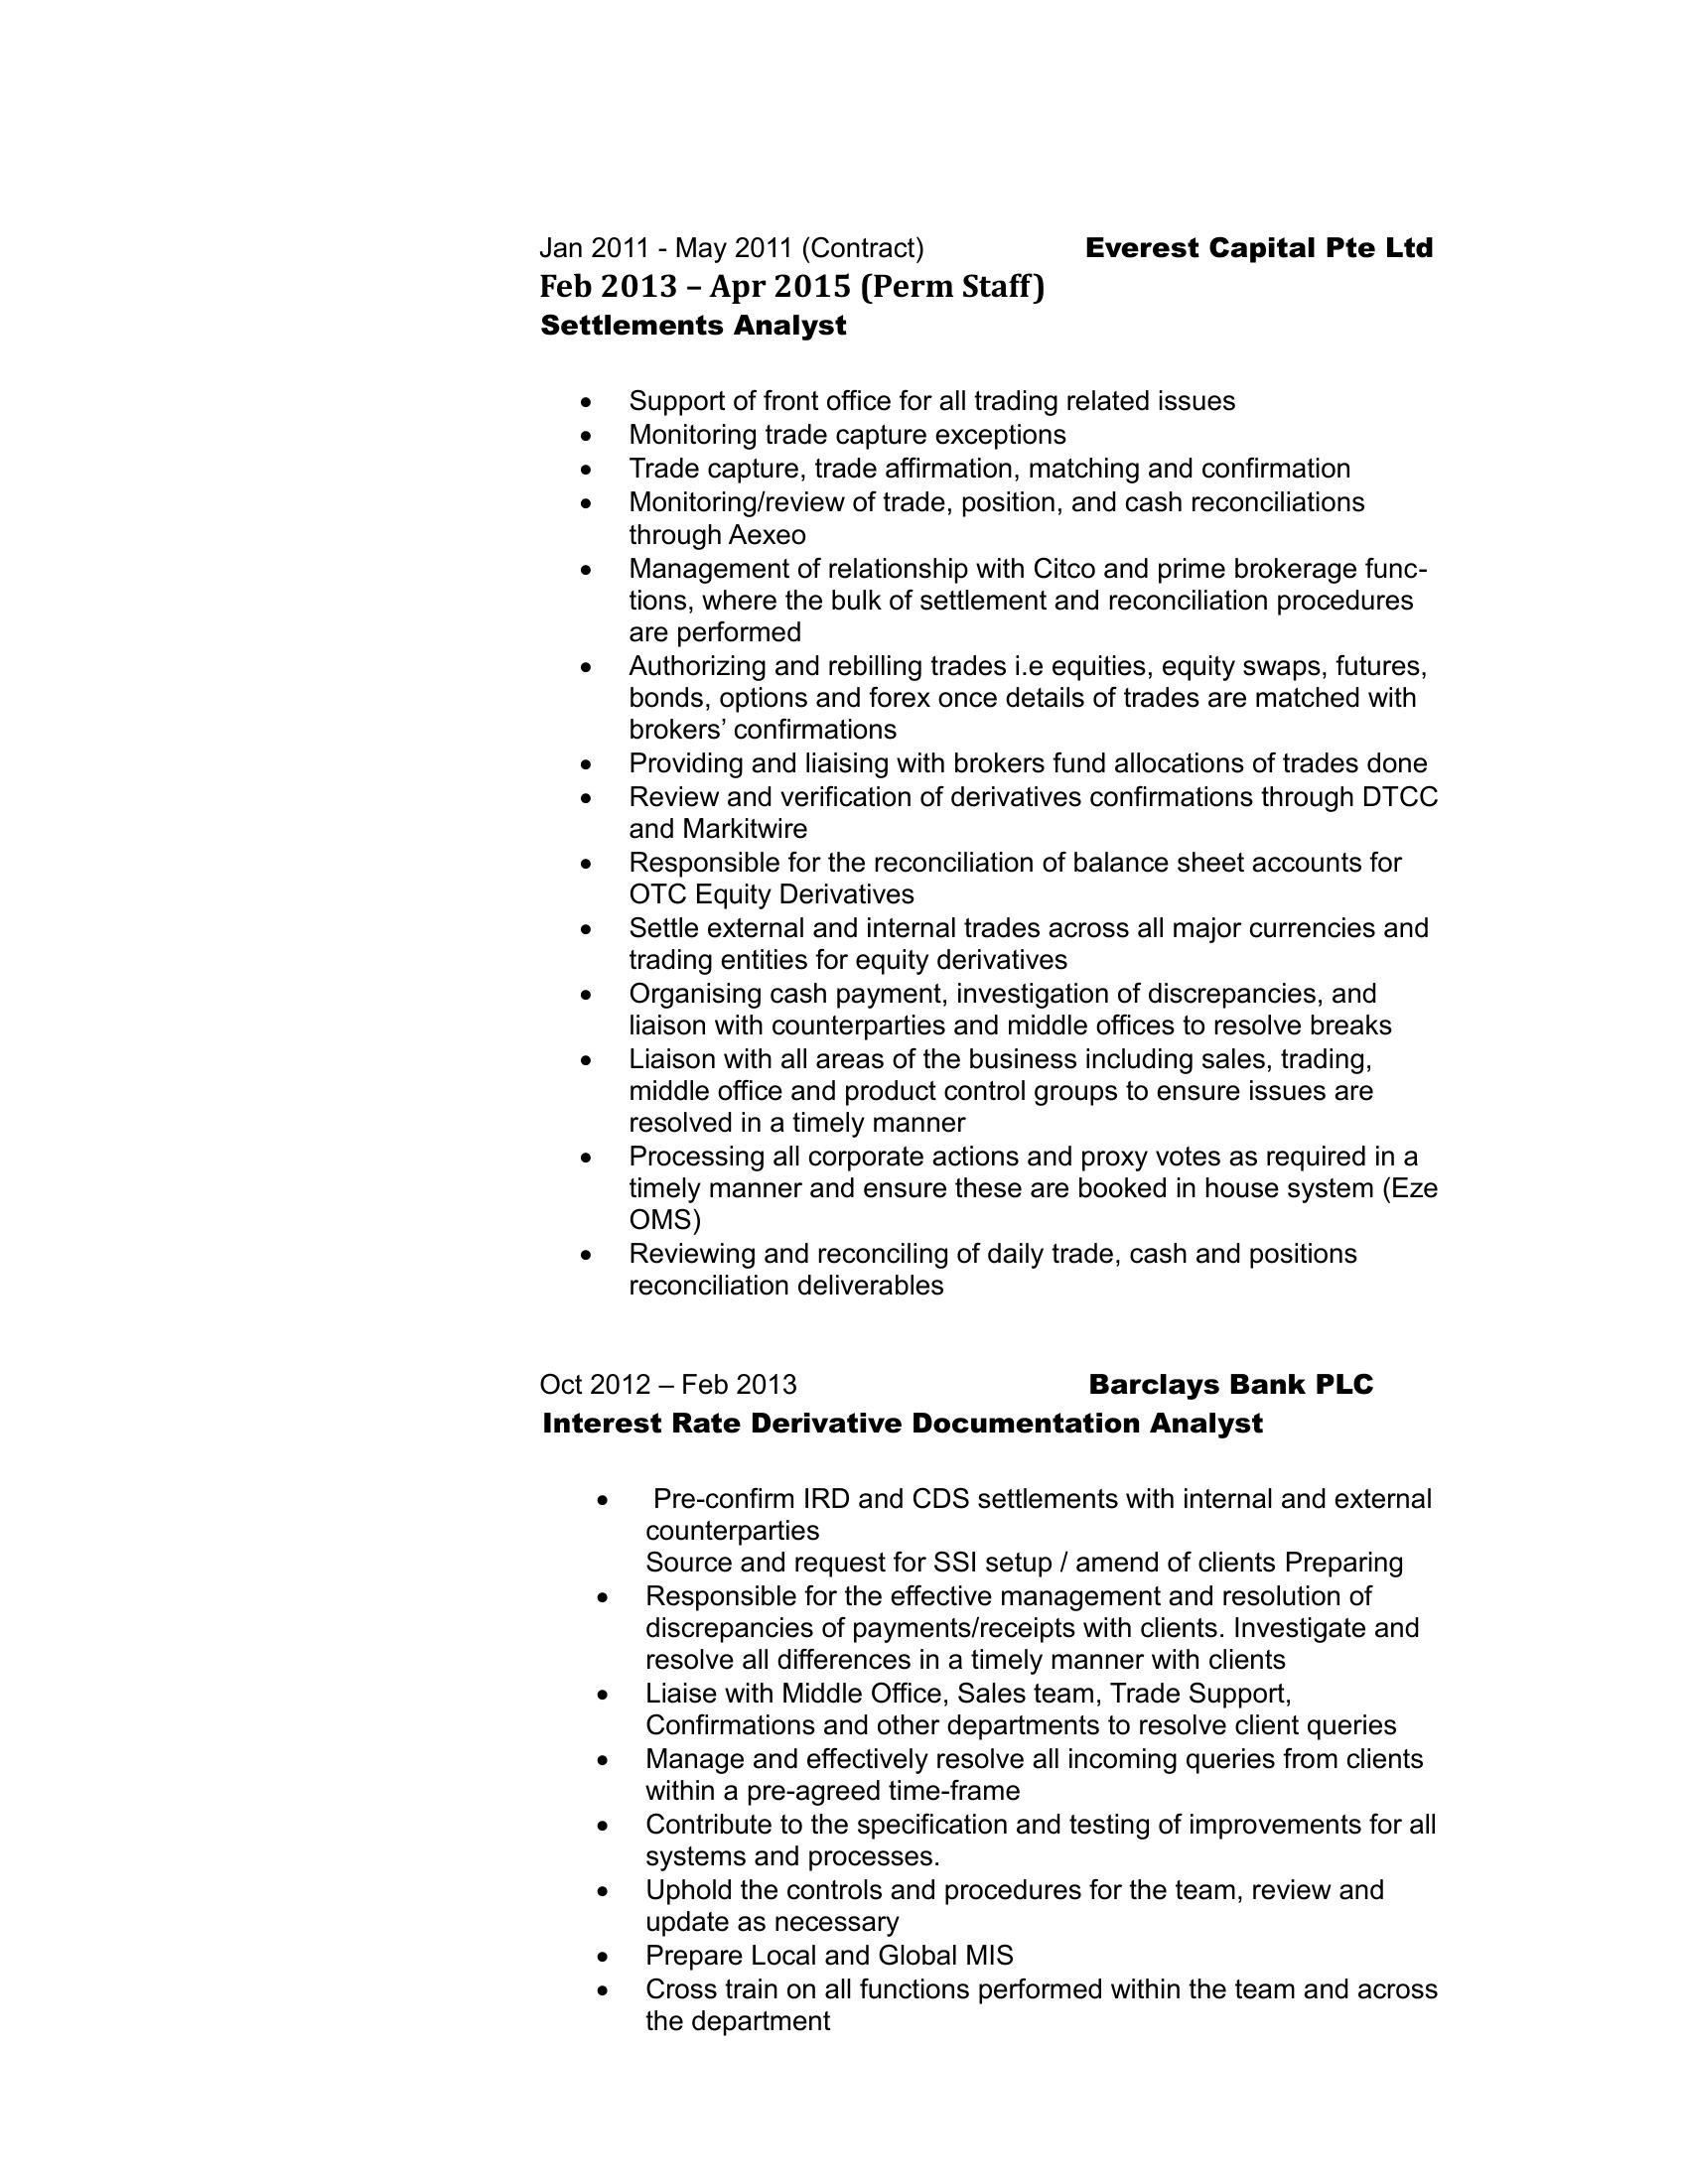 Jan 2011 - May 2011 (Contract) Everest Capital Pte Ltd
Feb 2013 – Apr 2015 (Perm Staff)
Settlements Analyst
• Support of front office for all trading related issues
• Monitoring trade capture exceptions
• Trade capture, trade affirmation, matching and confirmation
• Monitoring/review of trade, position, and cash reconciliations
through Aexeo
• Management of relationship with Citco and prime brokerage func-
tions, where the bulk of settlement and reconciliation procedures
are performed
• Authorizing and rebilling trades i.e equities, equity swaps, futures,
bonds, options and forex once details of trades are matched with
brokers’ confirmations
• Providing and liaising with brokers fund allocations of trades done
• Review and verification of derivatives confirmations through DTCC
and Markitwire
• Responsible for the reconciliation of balance sheet accounts for
OTC Equity Derivatives
• Settle external and internal trades across all major currencies and
trading entities for equity derivatives
• Organising cash payment, investigation of discrepancies, and
liaison with counterparties and middle offices to resolve breaks
• Liaison with all areas of the business including sales, trading,
middle office and product control groups to ensure issues are
resolved in a timely manner
• Processing all corporate actions and proxy votes as required in a
timely manner and ensure these are booked in house system (Eze
OMS)
• Reviewing and reconciling of daily trade, cash and positions
reconciliation deliverables
Oct 2012 – Feb 2013 Barclays Bank PLC
Interest Rate Derivative Documentation Analyst
• Pre-confirm IRD and CDS settlements with internal and external
counterparties
Source and request for SSI setup / amend of clients Preparing
• Responsible for the effective management and resolution of
discrepancies of payments/receipts with clients. Investigate and
resolve all differences in a timely manner with clients
• Liaise with Middle Office, Sales team, Trade Support,
Confirmations and other departments to resolve client queries
• Manage and effectively resolve all incoming queries from clients
within a pre-agreed time-frame
• Contribute to the specification and testing of improvements for all
systems and processes.
• Uphold the controls and procedures for the team, review and
update as necessary
• Prepare Local and Global MIS
• Cross train on all functions performed within the team and across
the department